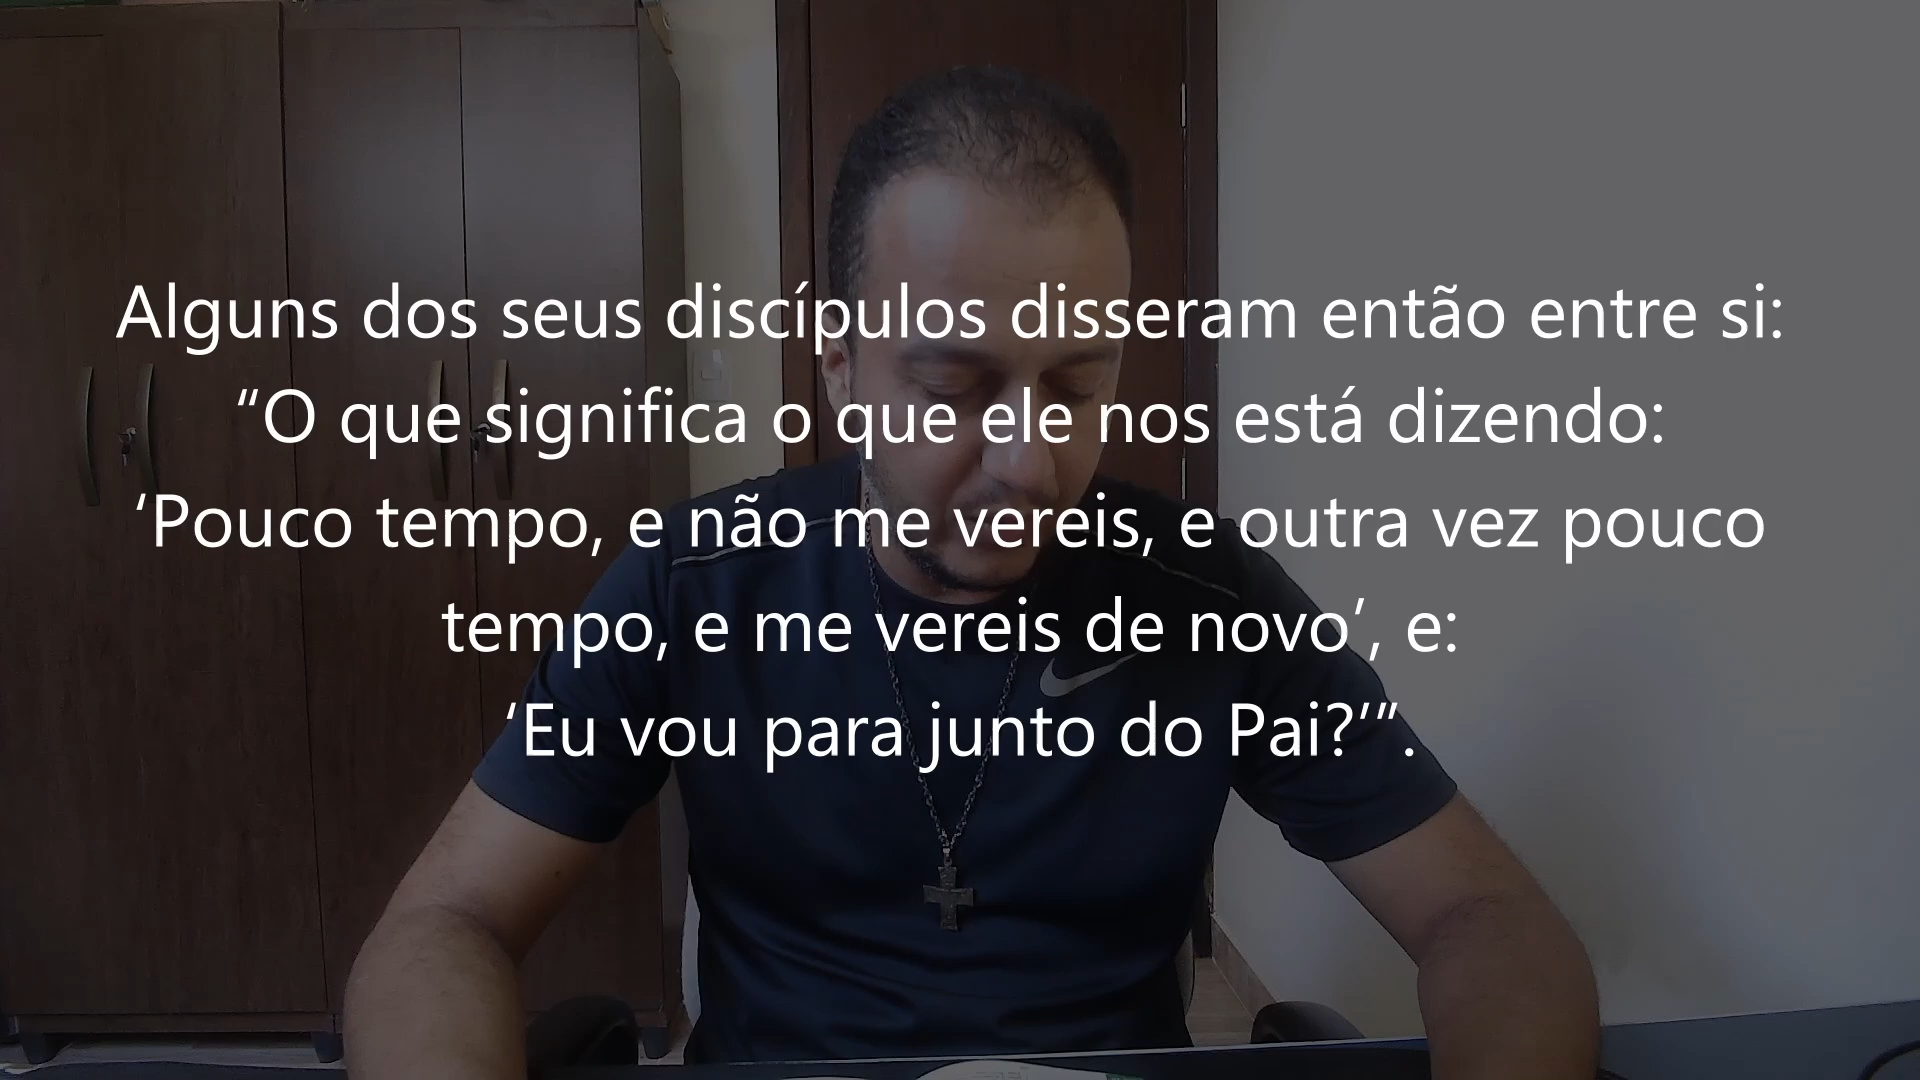 Alguns dos seus discípulos disseram então entre si:
“O que significa o que ele nos está dizendo:
‘Pouco tempo, e não me vereis, e outra vez pouco
tempo, e me vereis de novo’, e:
‘Eu vou para junto do Pai?’”.